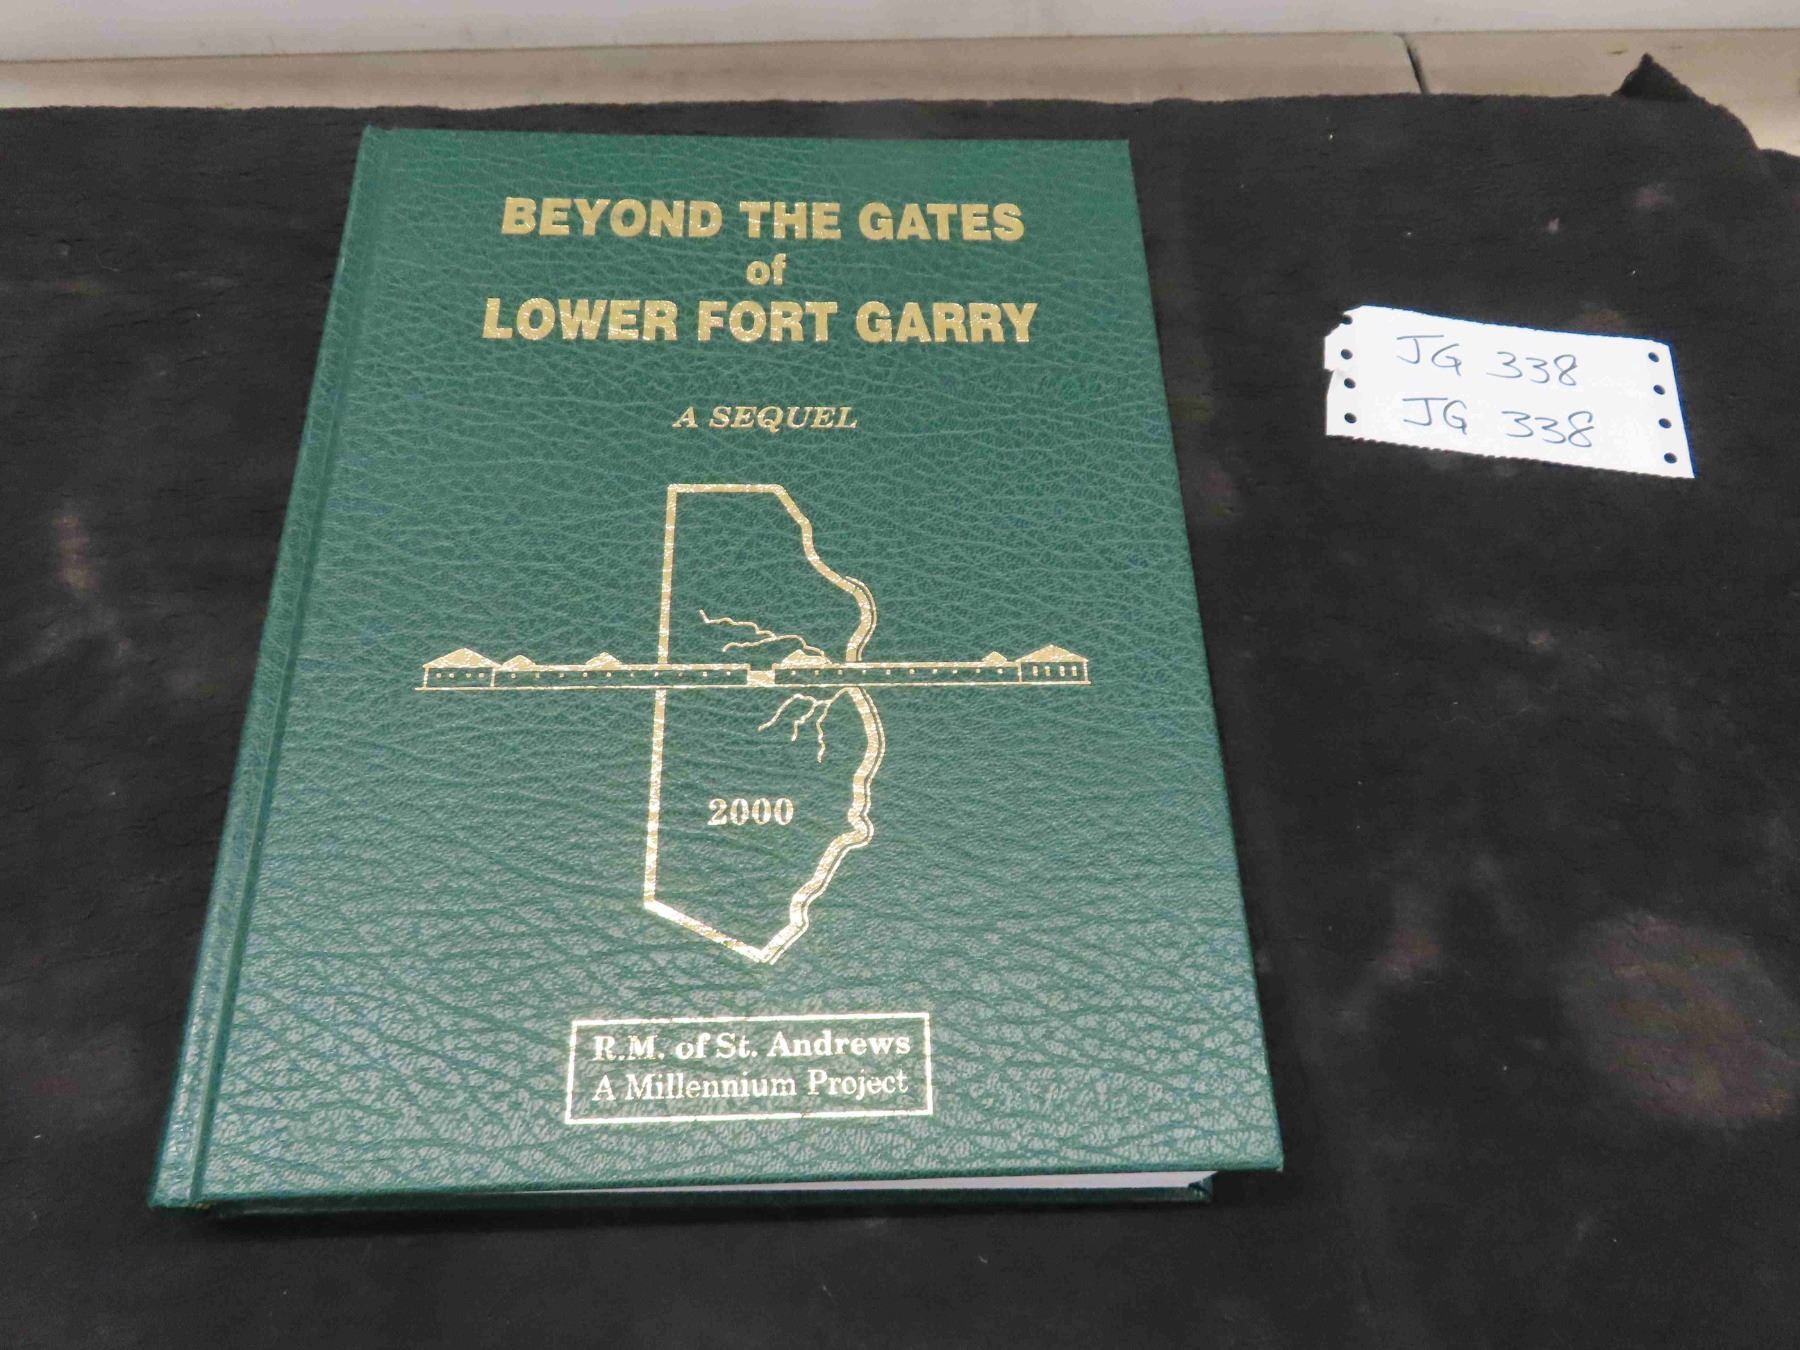 BEYOND THE GATES
of
LOWER FORT GARRY
A SEQUEL
2000
R.M. of St. Andrews
A Millennium Project
JG 338
JG 338